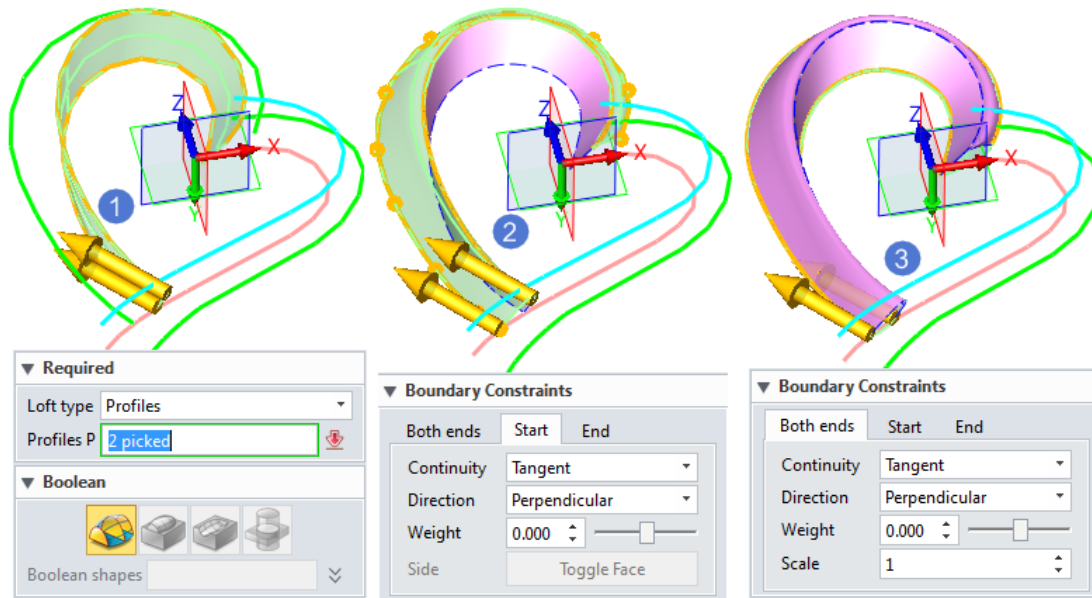 Z
X
Y
1
Z
X
Y
2
Z
X
Y
3
Required
Loft type Profiles
Profiles P 2 picked
Boolean
Boolean shapes
Boundary Constraints
Both ends Start End
Continuity Tangent
Direction Perpendicular
Weight 0.000
Side Toggle Face
Boundary Constraints
Both ends Start End
Continuity Tangent
Direction Perpendicular
Weight 0.000
Scale 1